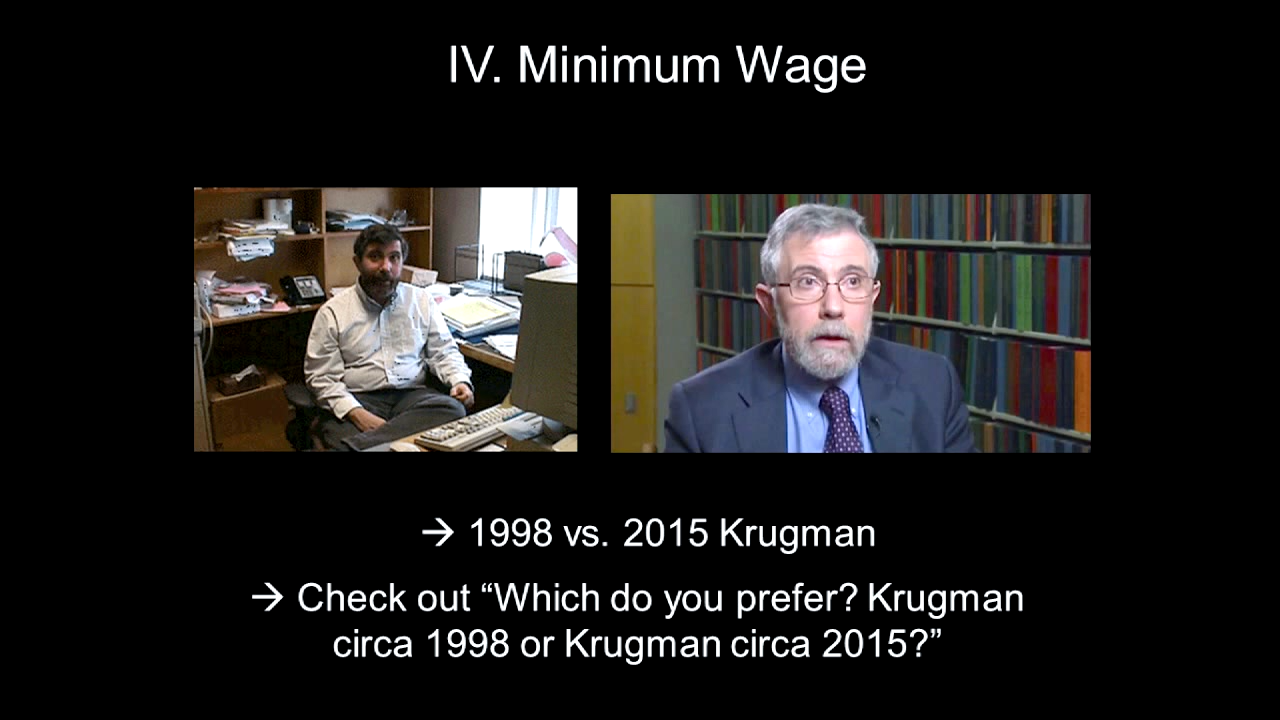 IV. Minimum Wage
→ 1998 vs. 2015 Krugman
→ Check out “Which do you prefer? Krugman
circa 1998 or Krugman circa 2015?”